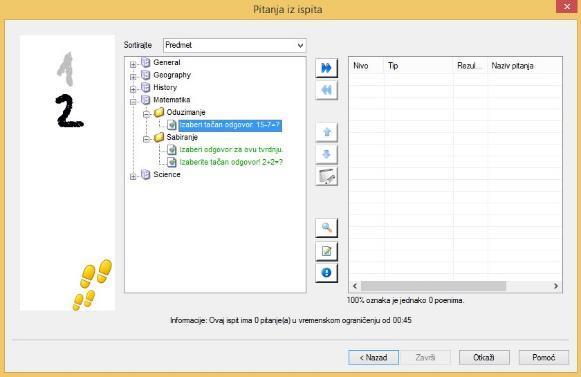 Pitanja iz ispita
1
2
Sortirajte Predmet
General
Geography
History
Matematika
Oduzimanje
Izaberi tačan odgovor. 15-7=?
Sabiranje
Izaberi odgovor za ovu tvrdnju.
Izaberite tačan odgovor! 2+2=?
Science
Nivo Tip Rezul... Naziv pitanja
100% oznaka je jednako 0 poenima.
Informacije: Ovaj ispit ima 0 pitanje(a) u vremenskom ograničenju od 00:45
< Nazad Završi Otkaži Pomoć